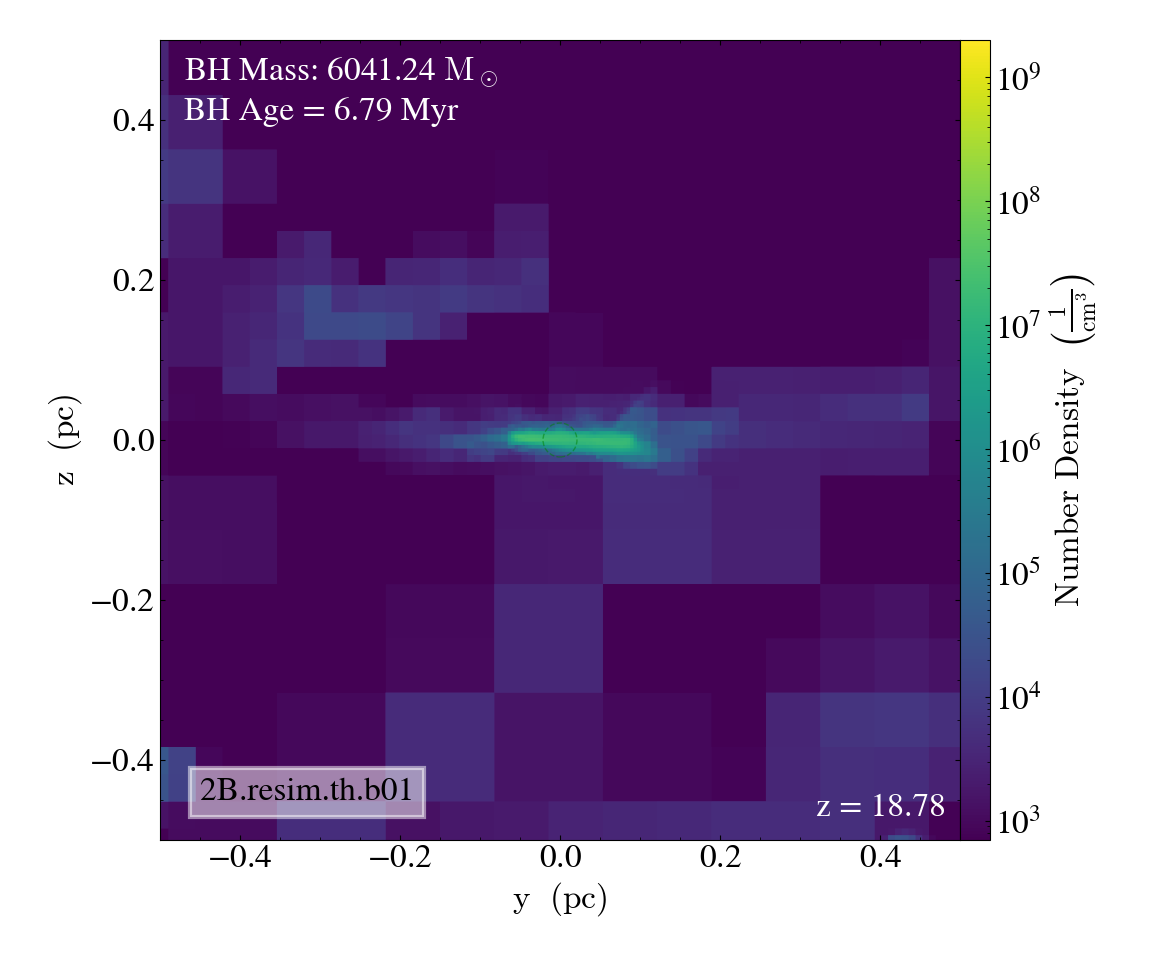 BH Mass: 6041.24 M⊙
BH Age = 6.79 Myr
2B.resim.th.b01
z = 18.78
z (pc)
0.4
0.2
0.0
−0.2
−0.4
−0.4 −0.2 0.0 0.2 0.4
y (pc)
10⁹
10⁸
10⁷
10⁶
10⁵
10⁴
10³
Number Density (1/cm³)